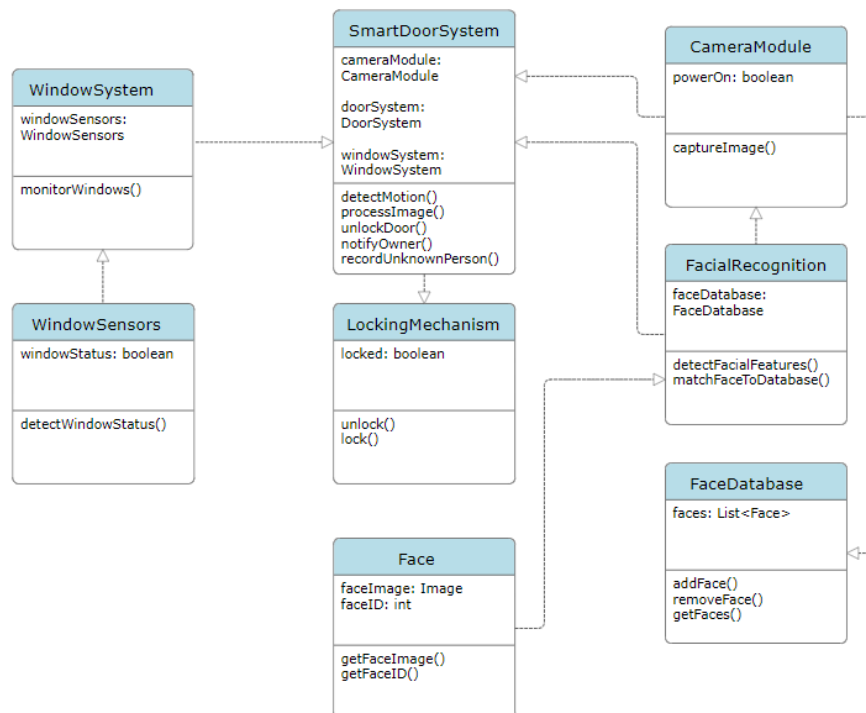 SmartDoorSystem
cameraModule:
CameraModule
doorSystem:
DoorSystem
windowSystem:
WindowSystem
detectMotion()
processImage()
unlockDoor()
notifyOwner()
recordUnknownPerson()
CameraModule
powerOn: boolean
captureImage()
WindowSystem
windowSensors:
WindowSensors
monitorWindows()
FacialRecognition
faceDatabase:
FaceDatabase
detectFacialFeatures()
matchFaceToDatabase()
WindowSensors
windowStatus: boolean
detectWindowStatus()
LockingMechanism
locked: boolean
unlock()
lock()
FaceDatabase
faces: List<Face>
addFace()
removeFace()
getFaces()
Face
faceImage: Image
faceID: int
getFaceImage()
getFaceID()